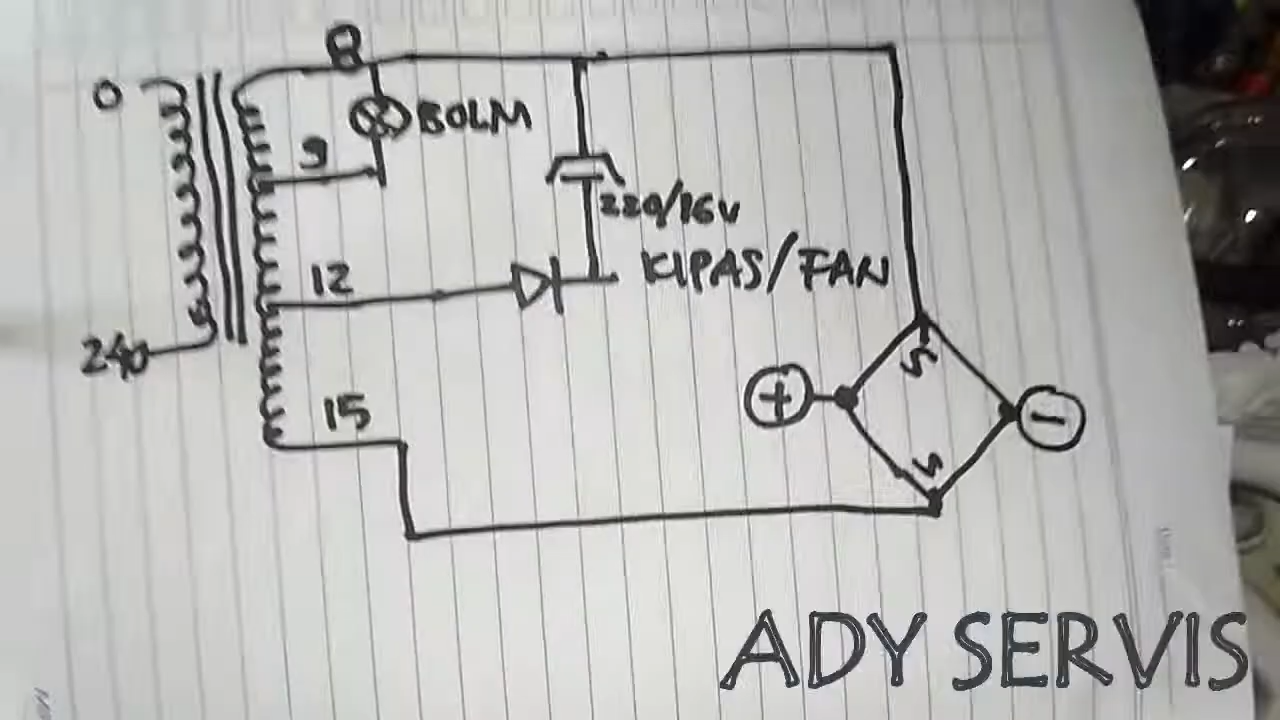 8
0
BOLM
9
220/16V
12
KIPAS/FAN
240
15
+
-
S
S
ADY SERVIS